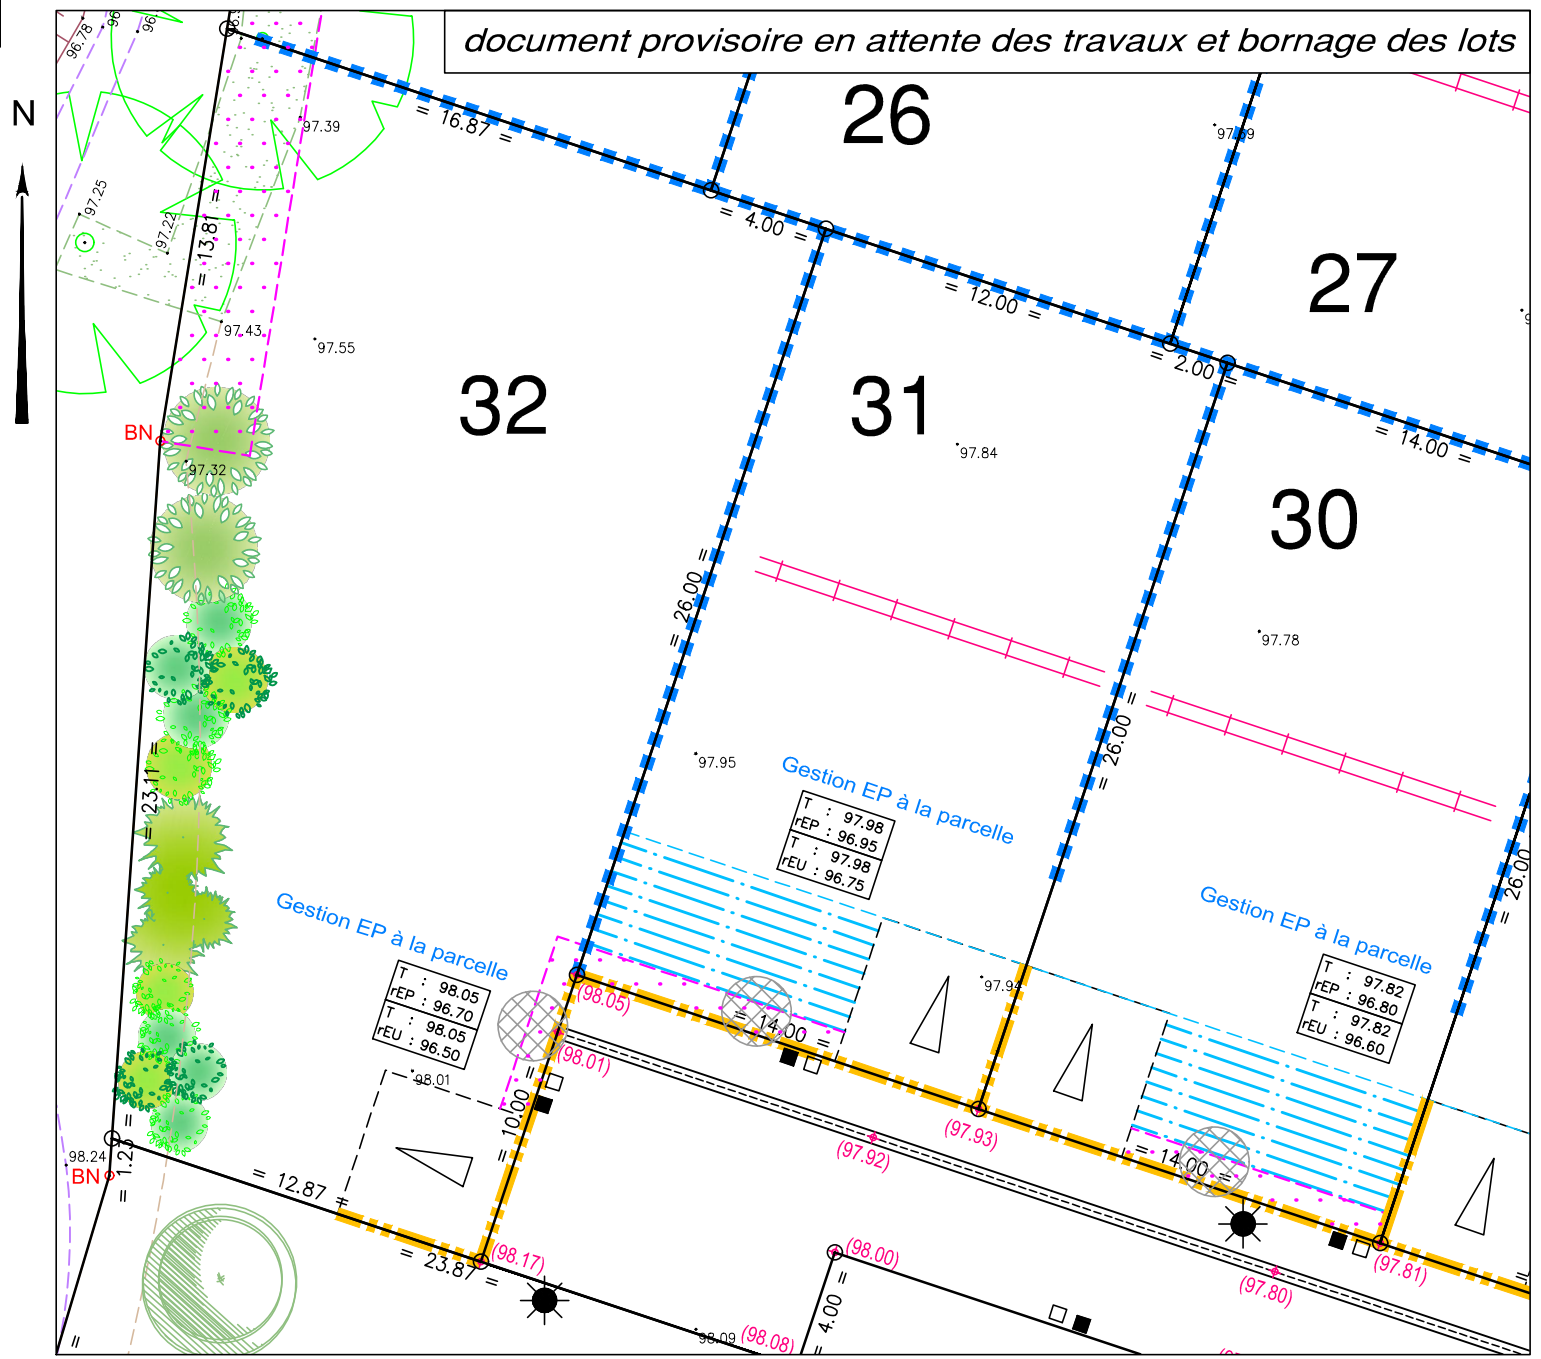 document provisoire en attente des travaux et bornage des lots
N
96.78
26
= 16.87 =
97.39
97.25
97.22
= 13.81 =
= 4.00 =
27
= 12.00 =
97.43
97.55
= 2.00 =
32
31
= 14.00 =
BN
97.32
97.84
30
= 26.00 =
97.78
= 26.00 =
97.95
= 23.11 =
Gestion EP à la parcelle
T : 97.98
rEP : 96.95
T : 97.98
rEU : 96.75
= 26.00
Gestion EP à la parcelle
Gestion EP à la parcelle
T : 98.05
rEP : 96.70
T : 98.05
rEU : 96.50
T : 97.82
rEP : 96.80
T : 97.82
rEU : 96.60
97.94
(98.05)
= 14.00 =
(98.01)
98.01
= 10.00 =
(97.93)
(97.92)
= 14.00 =
98.24
BN
= 1.23 =
= 12.87 =
= 23.87 =
(98.17)
(98.00)
(97.81)
(97.80)
= 4.00 =
98.09
(98.08)